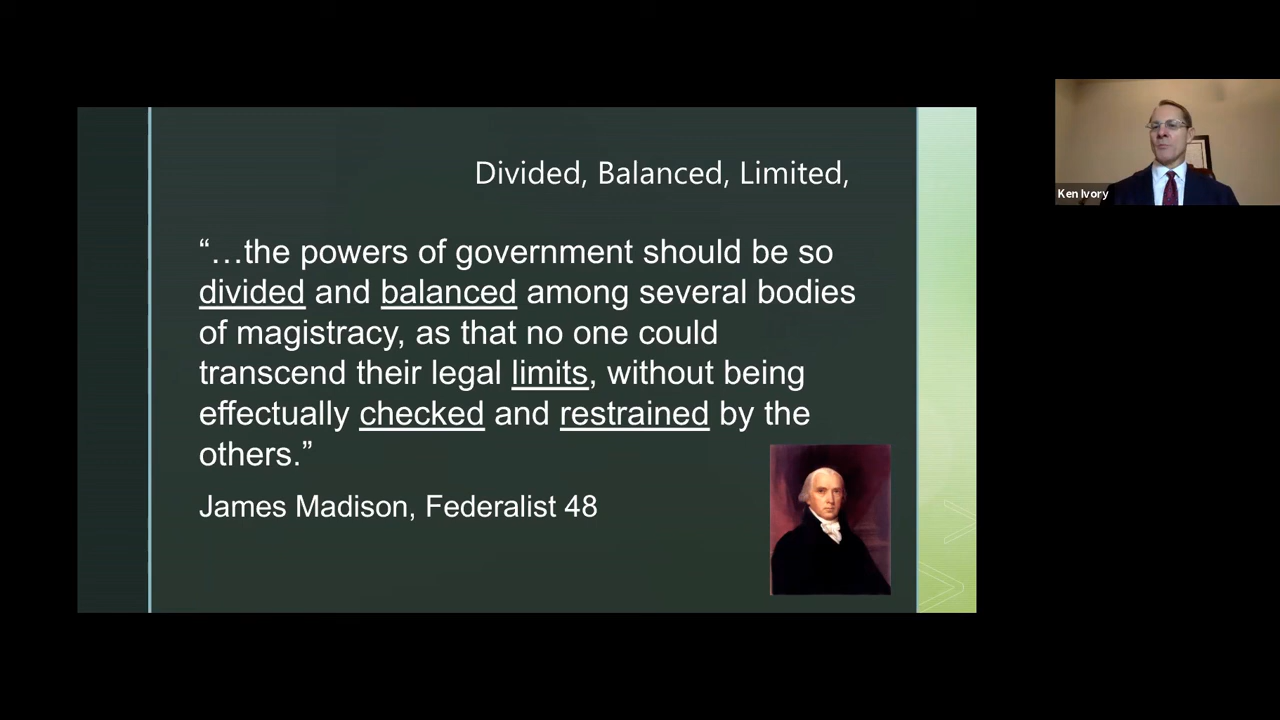 Divided, Balanced, Limited,
“…the powers of government should be so
divided and balanced among several bodies
of magistracy, as that no one could
transcend their legal limits, without being
effectually checked and restrained by the
others.”
James Madison, Federalist 48
Ken Ivory